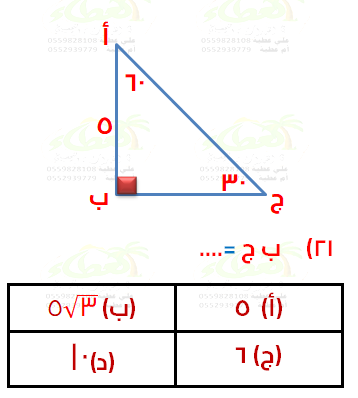 أ
٦٠
٥
ب
٣٠
ج
٢١) ب ج =....
(أ) ٥
(ب) ٥√٣
(ج) ٦
(د) ١٠